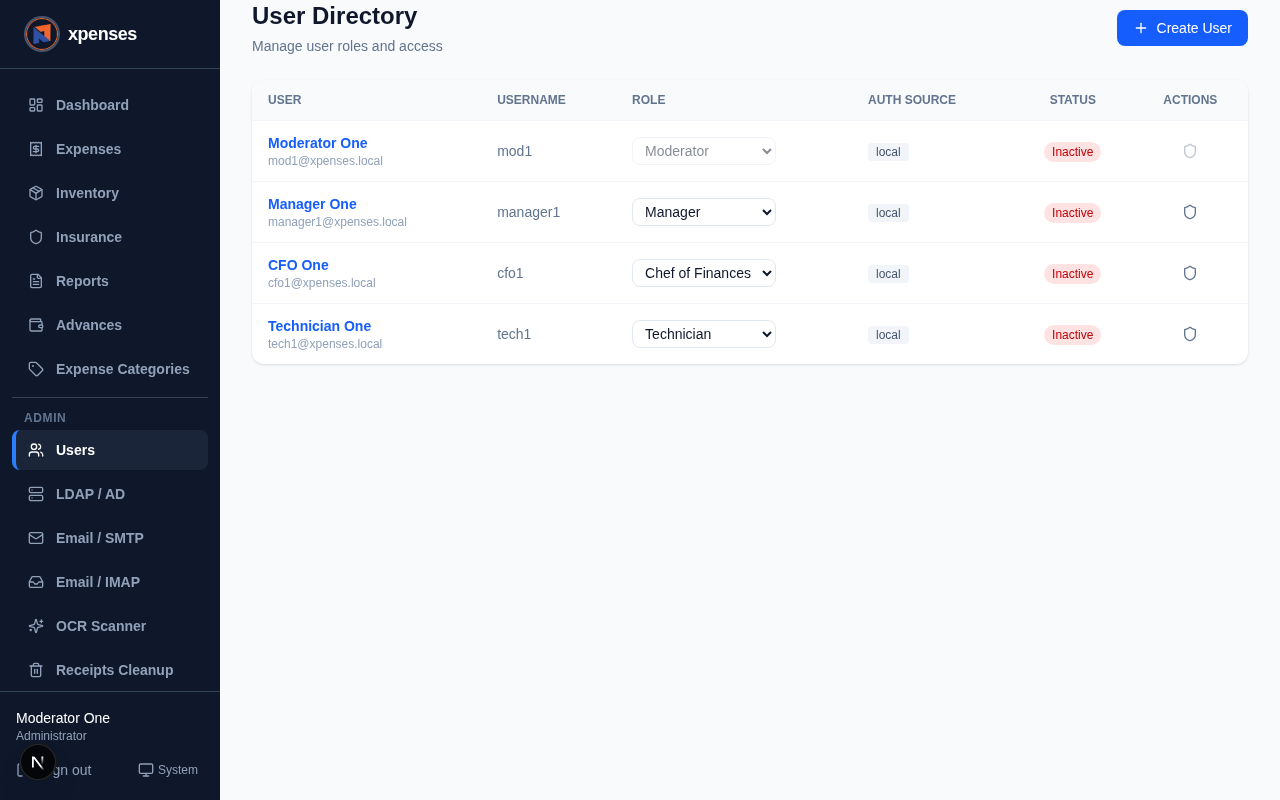 xpenses
Dashboard
Expenses
Inventory
Insurance
Reports
Advances
Expense Categories
ADMIN
Users
LDAP / AD
Email / SMTP
Email / IMAP
OCR Scanner
Receipts Cleanup
Moderator One
Administrator
gn out
System
User Directory
Manage user roles and access
Create User
USER USERNAME ROLE AUTH SOURCE STATUS ACTIONS
Moderator One
mod1@xpenses.local
mod1 Moderator local Inactive
Manager One
manager1@xpenses.local
manager1 Manager local Inactive
CFO One
cfo1@xpenses.local
cfo1 Chef of Finances local Inactive
Technician One
tech1@xpenses.local
tech1 Technician local Inactive